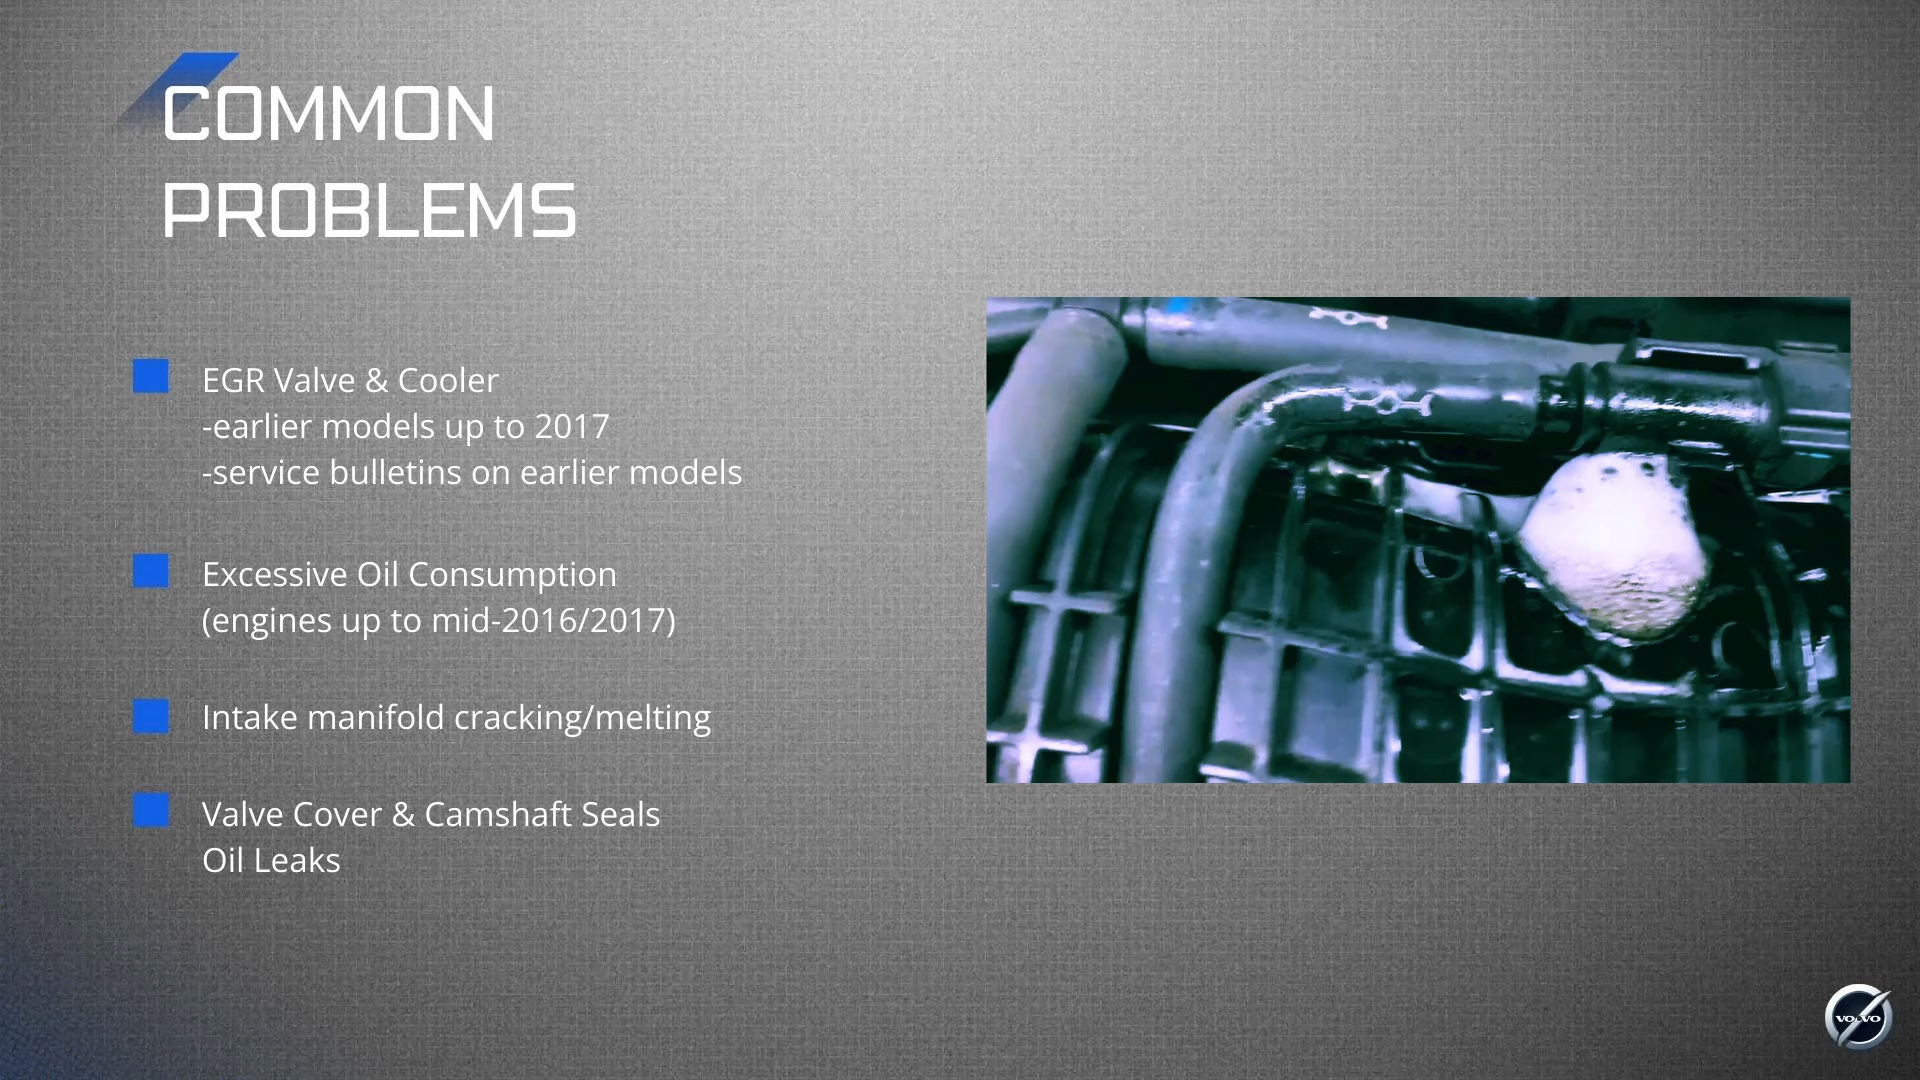 COMMON
PROBLEMS
EGR Valve & Cooler
-earlier models up to 2017
-service bulletins on earlier models
Excessive Oil Consumption
(engines up to mid-2016/2017)
Intake manifold cracking/melting
Valve Cover & Camshaft Seals
Oil Leaks
VOLVO